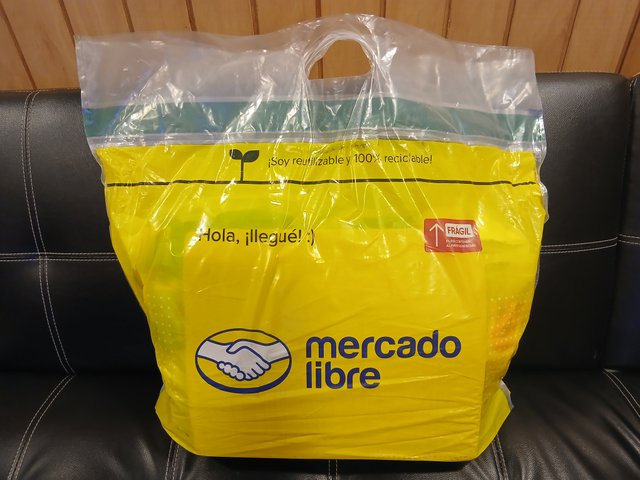 ¡Soy reutilizable y 100% reciclable!
Hola, ¡llegué! :)
FRÁGIL
mercado
libre